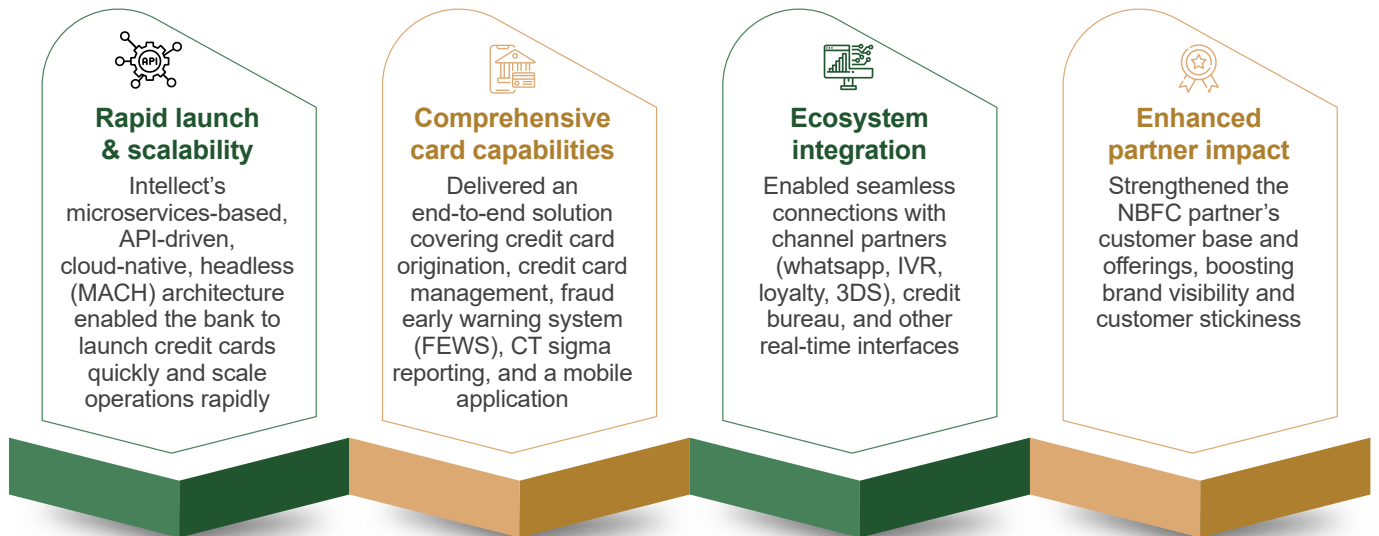 API
Rapid launch
& scalability
Intellect’s
microservices-based,
API-driven,
cloud-native, headless
(MACH) architecture
enabled the bank to
launch credit cards
quickly and scale
operations rapidly
Comprehensive
card capabilities
Delivered an
end-to-end solution
covering credit card
origination, credit card
management, fraud
early warning system
(FEWS), CT sigma
reporting, and a mobile
application
Ecosystem
integration
Enabled seamless
connections with
channel partners
(whatsapp, IVR,
loyalty, 3DS), credit
bureau, and other
real-time interfaces
Enhanced
partner impact
Strengthened the
NBFC partner’s
customer base and
offerings, boosting
brand visibility and
customer stickiness